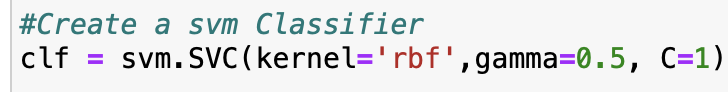 #Create a svm Classifier
clf = svm.SVC(kernel='rbf',gamma=0.5, C=1)